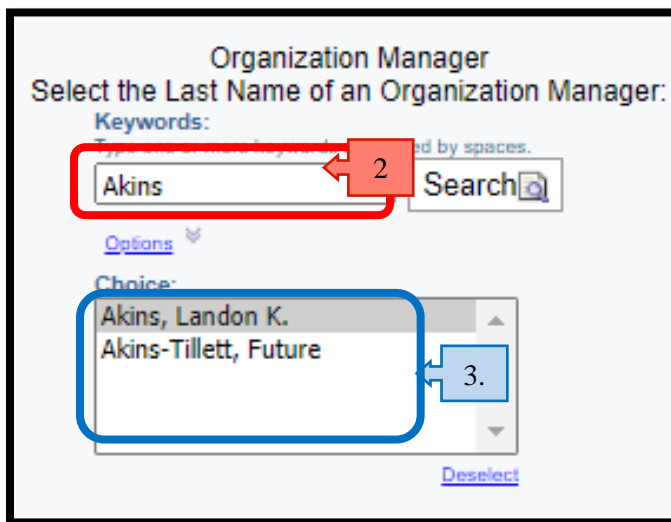 Organization Manager
Select the Last Name of an Organization Manager:
Keywords:
ed by spaces.
2
Akins
Search
Options
Choice:
Akins, Landon K.
Akins-Tillett, Future
3.
Deselect